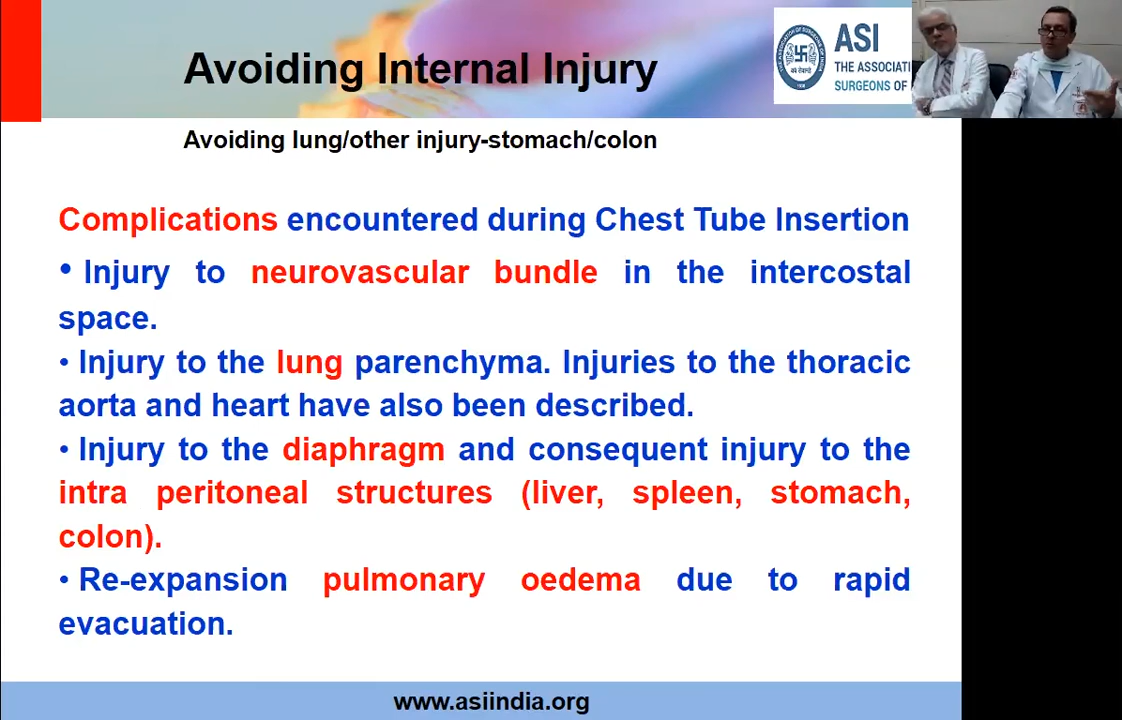 Avoiding Internal Injury
ASI
THE ASSOCIATI
SURGEONS OF
Avoiding lung/other injury-stomach/colon
Complications encountered during Chest Tube Insertion
• Injury to neurovascular bundle in the intercostal
space.
• Injury to the lung parenchyma. Injuries to the thoracic
aorta and heart have also been described.
• Injury to the diaphragm and consequent injury to the
intra peritoneal structures (liver, spleen, stomach,
colon).
• Re-expansion pulmonary oedema due to rapid
evacuation.
www.asiindia.org